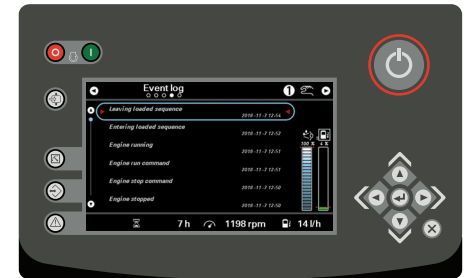 Event log
1
Leaving loaded sequence
2018-11-7 12:54
Entering loaded sequence
2018-11-7 12:52
Engine running
2018-11-7 12:51
Engine run command
2018-11-7 12:51
Engine stop command
2018-11-7 12:50
Engine stopped
2018-11-7 12:50
100 % 4 %
7 h 1198 rpm 14 l/h